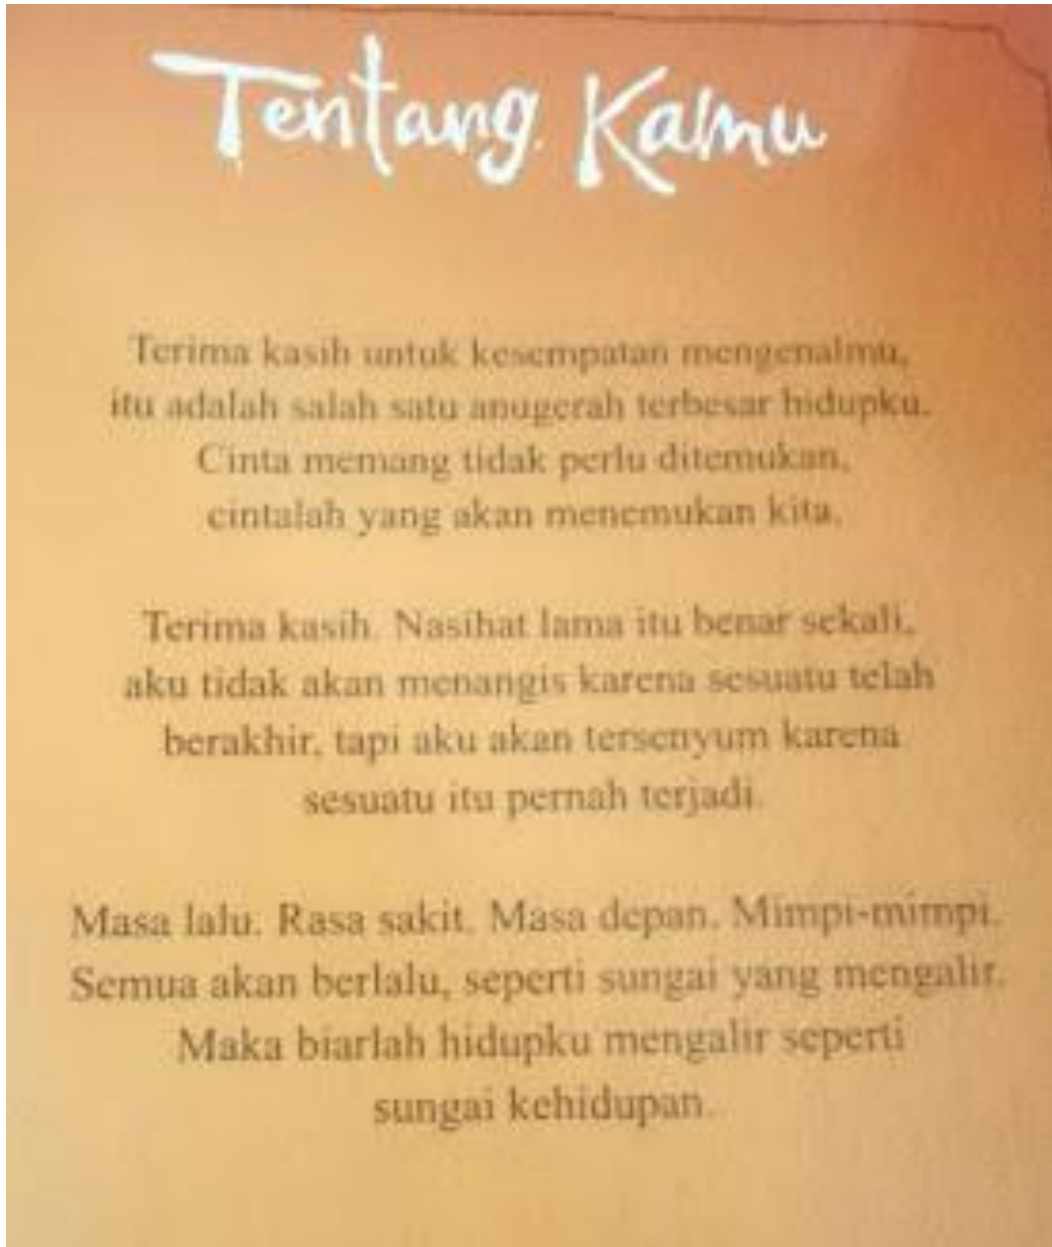 Tentang Kamu
Terima kasih untuk kesempatan mengenalmu,
itu adalah salah satu anugerah terbesar hidupku.
Cinta memang tidak perlu ditemukan,
cintalah yang akan menemukan kita.
Terima kasih. Nasihat lama itu benar sekali,
aku tidak akan menangis karena sesuatu telah
berakhir, tapi aku akan tersenyum karena
sesuatu itu pernah terjadi.
Masa lalu. Rasa sakit. Masa depan. Mimpi-mimpi.
Semua akan berlalu, seperti sungai yang mengalir.
Maka biarlah hidupku mengalir seperti
sungai kehidupan.